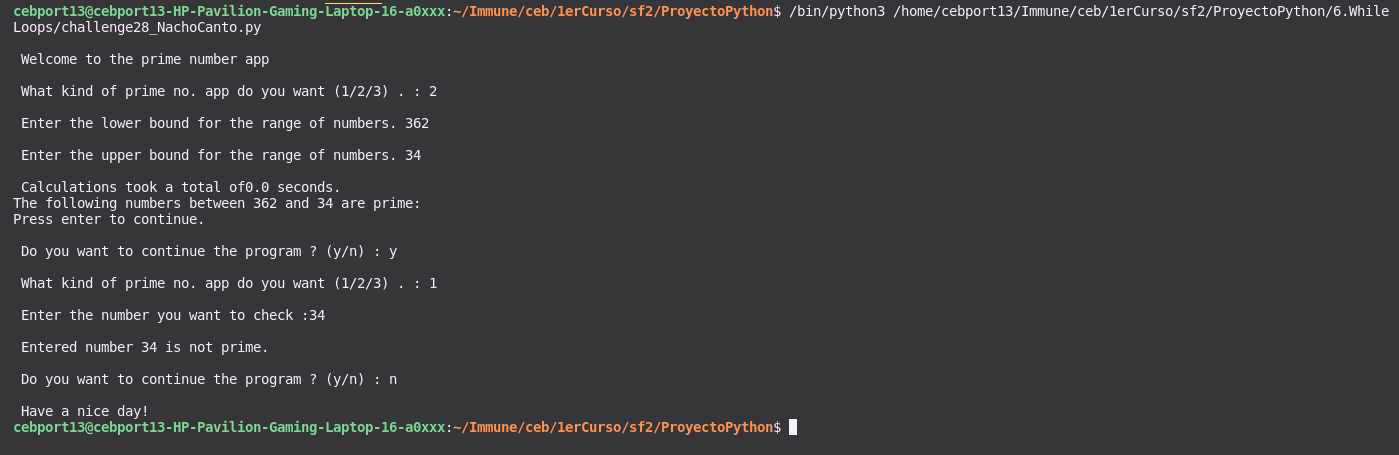 cebport13@cebport13-HP-Pavilion-Gaming-Laptop-16-a0xxx:~/Immune/ceb/1erCurso/sf2/ProyectoPython$ /bin/python3 /home/cebport13/Immune/ceb/1erCurso/sf2/ProyectoPython/6.While
Loops/challenge28_NachoCanto.py
Welcome to the prime number app
What kind of prime no. app do you want (1/2/3) . : 2
Enter the lower bound for the range of numbers. 362
Enter the upper bound for the range of numbers. 34
Calculations took a total of0.0 seconds.
The following numbers between 362 and 34 are prime:
Press enter to continue.
Do you want to continue the program ? (y/n) : y
What kind of prime no. app do you want (1/2/3) . : 1
Enter the number you want to check :34
Entered number 34 is not prime.
Do you want to continue the program ? (y/n) : n
Have a nice day!
cebport13@cebport13-HP-Pavilion-Gaming-Laptop-16-a0xxx:~/Immune/ceb/1erCurso/sf2/ProyectoPython$